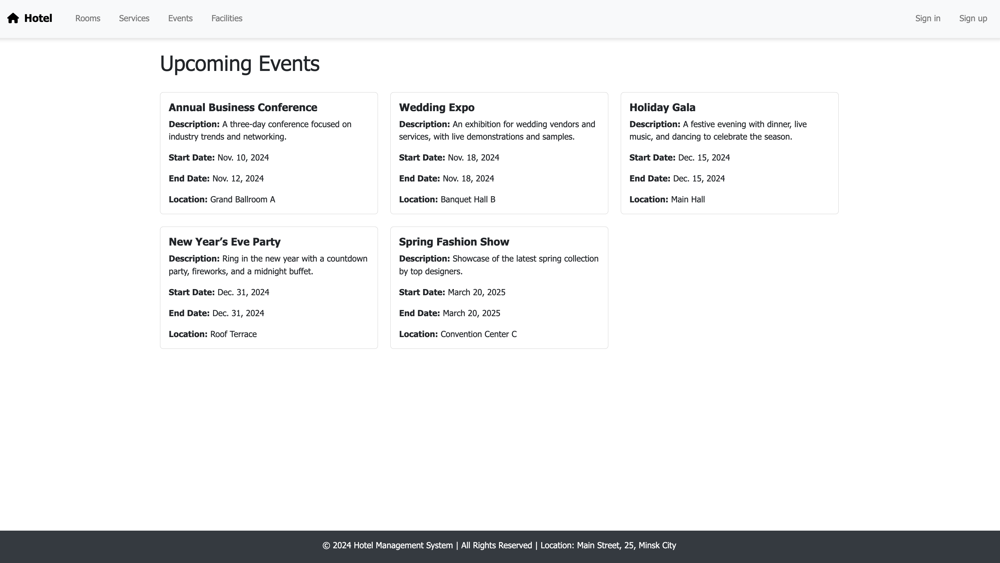 Hotel
Rooms
Services
Events
Facilities
Sign in
Sign up
Upcoming Events
Annual Business Conference
Description: A three-day conference focused on
industry trends and networking.
Start Date: Nov. 10, 2024
End Date: Nov. 12, 2024
Location: Grand Ballroom A
Wedding Expo
Description: An exhibition for wedding vendors and
services, with live demonstrations and samples.
Start Date: Nov. 18, 2024
End Date: Nov. 18, 2024
Location: Banquet Hall B
Holiday Gala
Description: A festive evening with dinner, live
music, and dancing to celebrate the season.
Start Date: Dec. 15, 2024
End Date: Dec. 15, 2024
Location: Main Hall
New Year’s Eve Party
Description: Ring in the new year with a countdown
party, fireworks, and a midnight buffet.
Start Date: Dec. 31, 2024
End Date: Dec. 31, 2024
Location: Roof Terrace
Spring Fashion Show
Description: Showcase of the latest spring collection
by top designers.
Start Date: March 20, 2025
End Date: March 20, 2025
Location: Convention Center C
© 2024 Hotel Management System | All Rights Reserved | Location: Main Street, 25, Minsk City